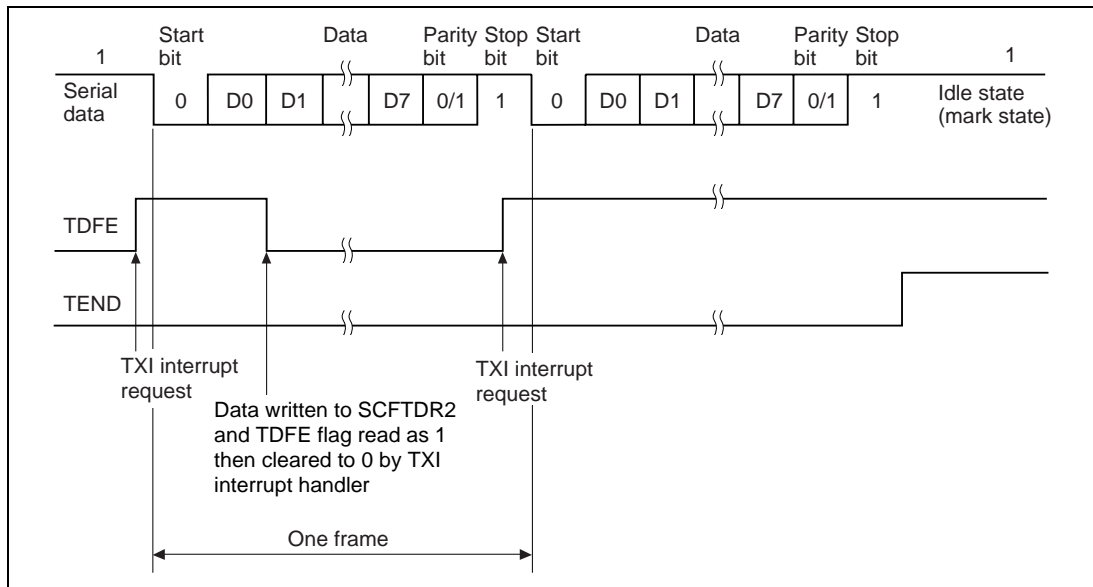 1
Start bit
Data
Parity bit
Stop bit
Start bit
Data
Parity bit
Stop bit
1
Serial data
0
D0
D1
D7
0/1
1
0
D0
D1
D7
0/1
1
Idle state
(mark state)
TDFE
TEND
TXI interrupt
request
TXI interrupt
request
Data written to SCFTDR2
and TDFE flag read as 1
then cleared to 0 by TXI
interrupt handler
One frame